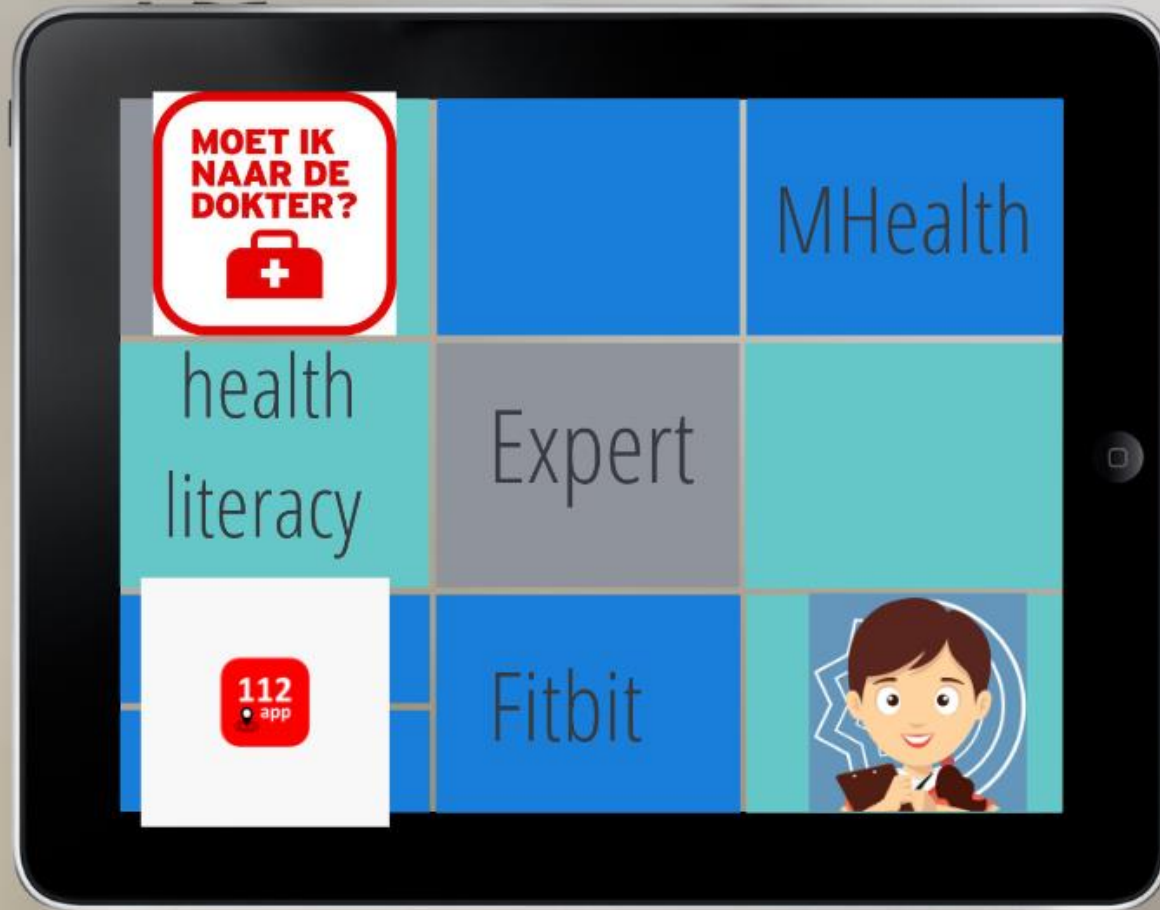 MOET IK
NAAR DE
DOKTER?
MHealth
health
literacy
Expert
112
app
Fitbit